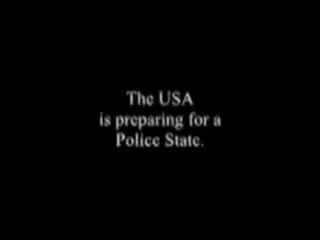 The USA
is preparing for a
Police State.